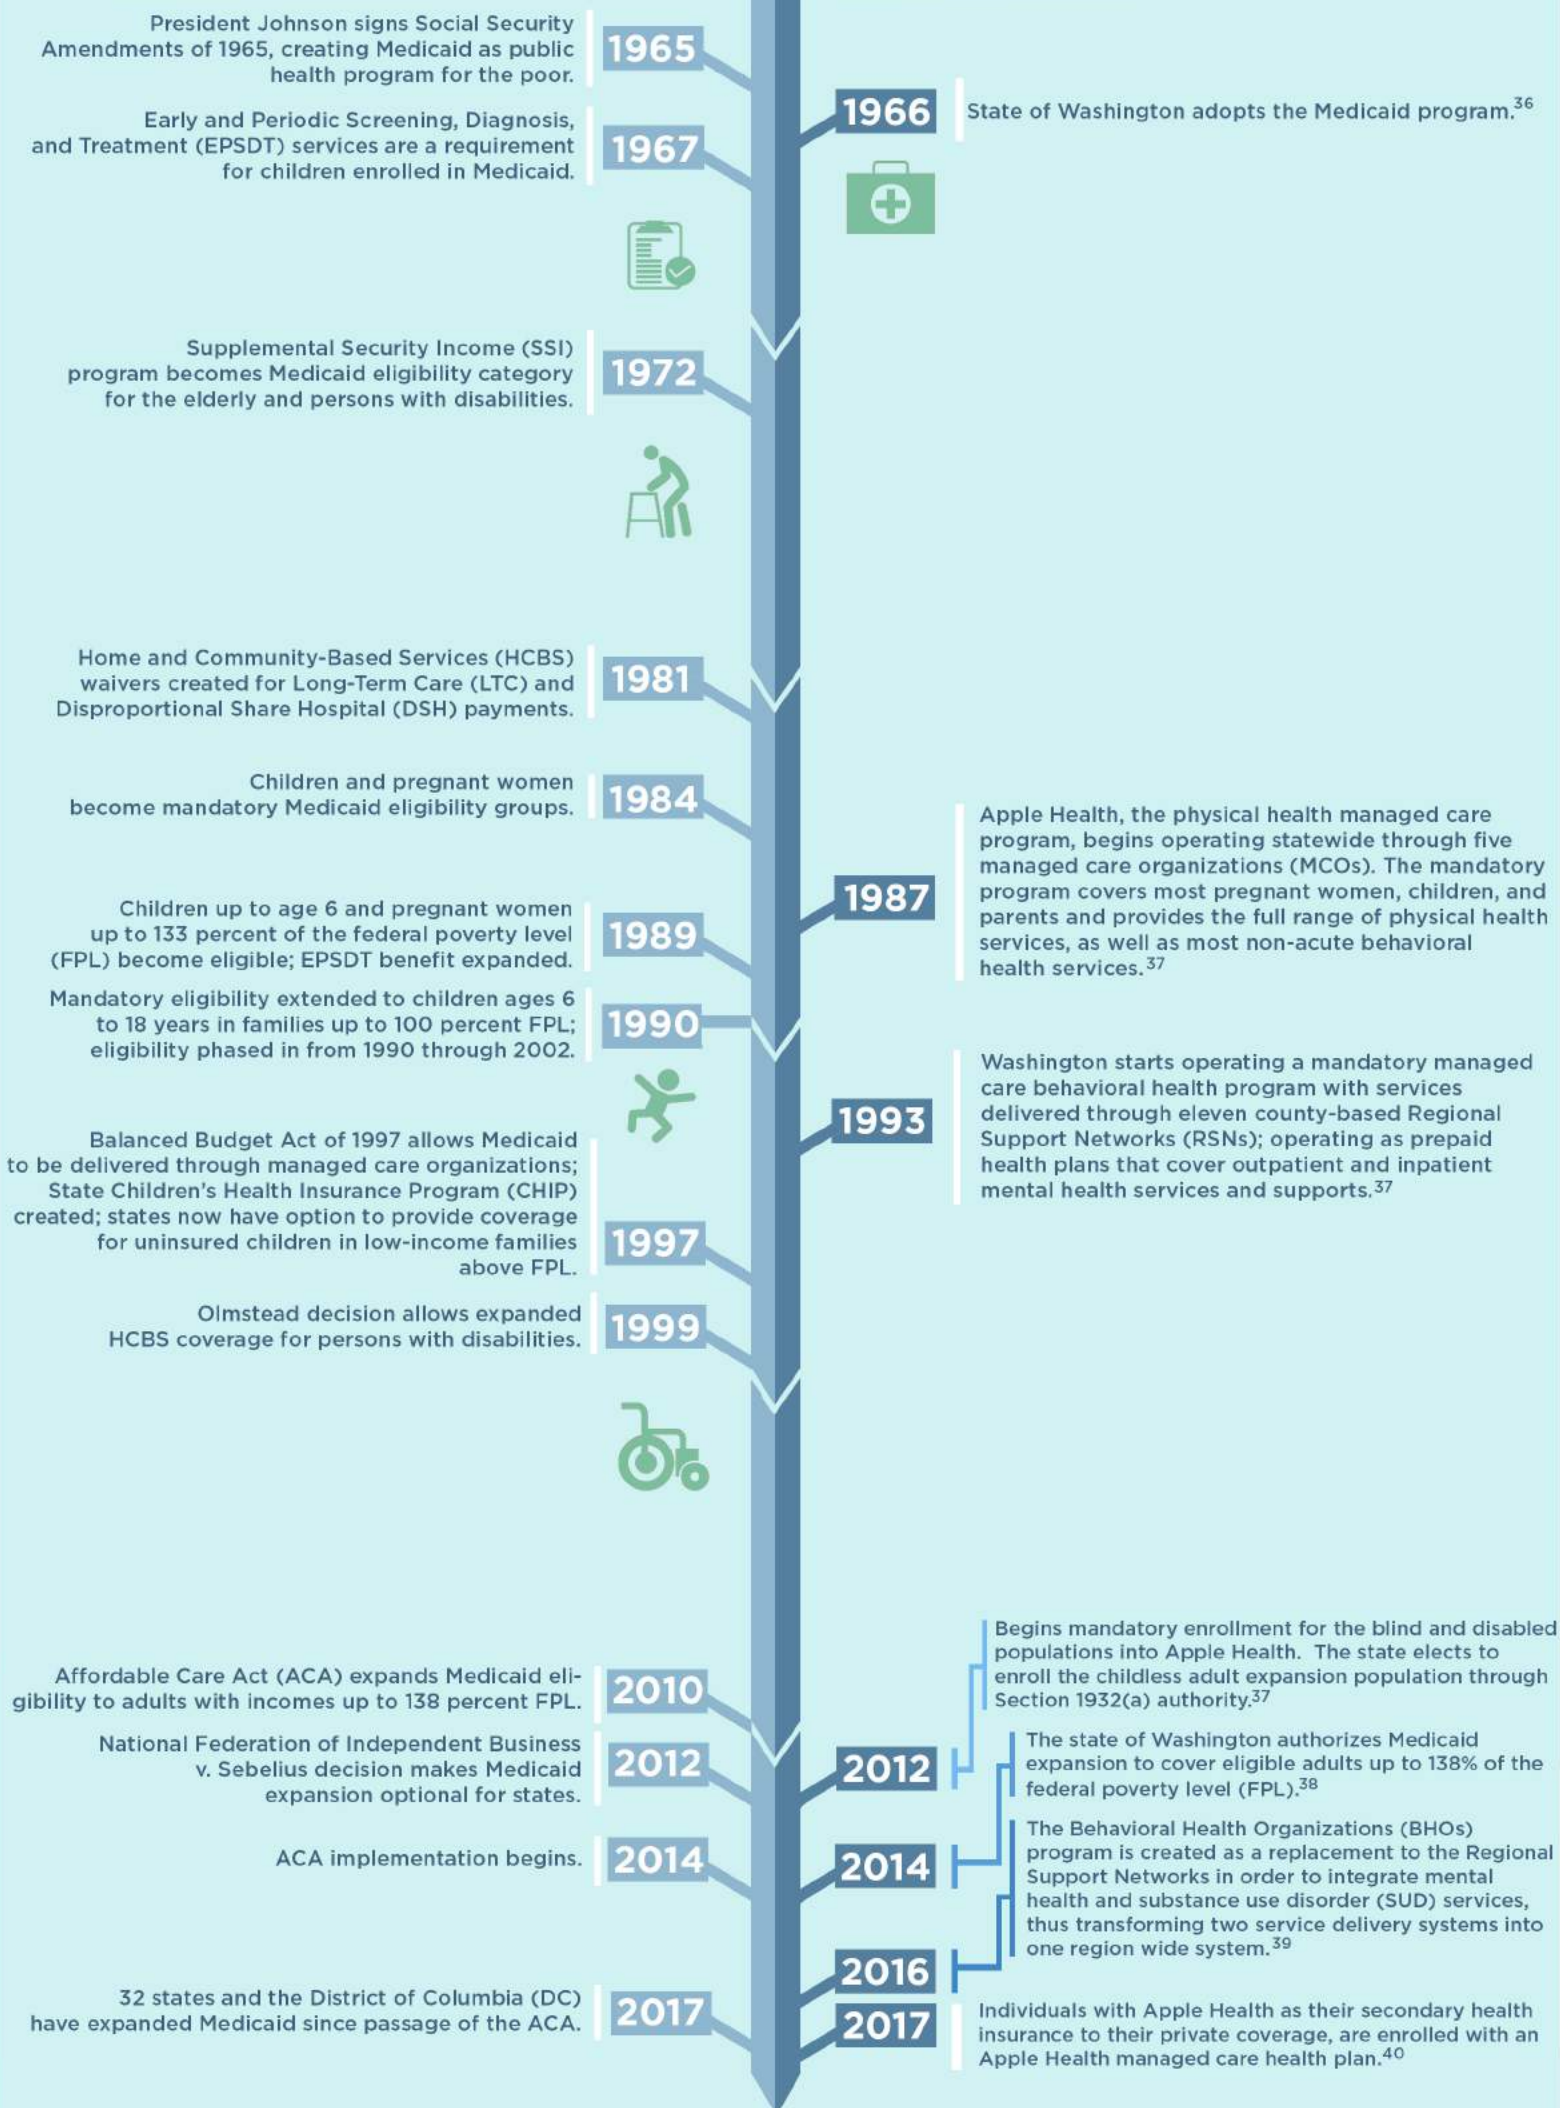 President Johnson signs Social Security
Amendments of 1965, creating Medicaid as public
health program for the poor.
1965
1966
State of Washington adopts the Medicaid program.36
Early and Periodic Screening, Diagnosis,
and Treatment (EPSDT) services are a requirement
for children enrolled in Medicaid.
1967
Supplemental Security Income (SSI)
program becomes Medicaid eligibility category
for the elderly and persons with disabilities.
1972
Home and Community-Based Services (HCBS)
waivers created for Long-Term Care (LTC) and
Disproportional Share Hospital (DSH) payments.
1981
Children and pregnant women
become mandatory Medicaid eligibility groups.
1984
1987
Apple Health, the physical health managed care
program, begins operating statewide through five
managed care organizations (MCOs). The mandatory
program covers most pregnant women, children, and
parents and provides the full range of physical health
services, as well as most non-acute behavioral
health services.37
Children up to age 6 and pregnant women
up to 133 percent of the federal poverty level
(FPL) become eligible; EPSDT benefit expanded.
1989
Mandatory eligibility extended to children ages 6
to 18 years in families up to 100 percent FPL;
eligibility phased in from 1990 through 2002.
1990
1993
Washington starts operating a mandatory managed
care behavioral health program with services
delivered through eleven county-based Regional
Support Networks (RSNs); operating as prepaid
health plans that cover outpatient and inpatient
mental health services and supports.37
Balanced Budget Act of 1997 allows Medicaid
to be delivered through managed care organizations;
State Children's Health Insurance Program (CHIP)
created; states now have option to provide coverage
for uninsured children in low-income families
above FPL.
1997
Olmstead decision allows expanded
HCBS coverage for persons with disabilities.
1999
Affordable Care Act (ACA) expands Medicaid eli-
gibility to adults with incomes up to 138 percent FPL.
2010
National Federation of Independent Business
v. Sebelius decision makes Medicaid
expansion optional for states.
2012
2012
Begins mandatory enrollment for the blind and disabled
populations into Apple Health. The state elects to
enroll the childless adult expansion population through
Section 1932(a) authority.37
ACA implementation begins.
2014
2014
The state of Washington authorizes Medicaid
expansion to cover eligible adults up to 138% of the
federal poverty level (FPL).38
2016
The Behavioral Health Organizations (BHOs)
program is created as a replacement to the Regional
Support Networks in order to integrate mental
health and substance use disorder (SUD) services,
thus transforming two service delivery systems into
one region wide system.39
32 states and the District of Columbia (DC)
have expanded Medicaid since passage of the ACA.
2017
2017
Individuals with Apple Health as their secondary health
insurance to their private coverage, are enrolled with an
Apple Health managed care health plan.40